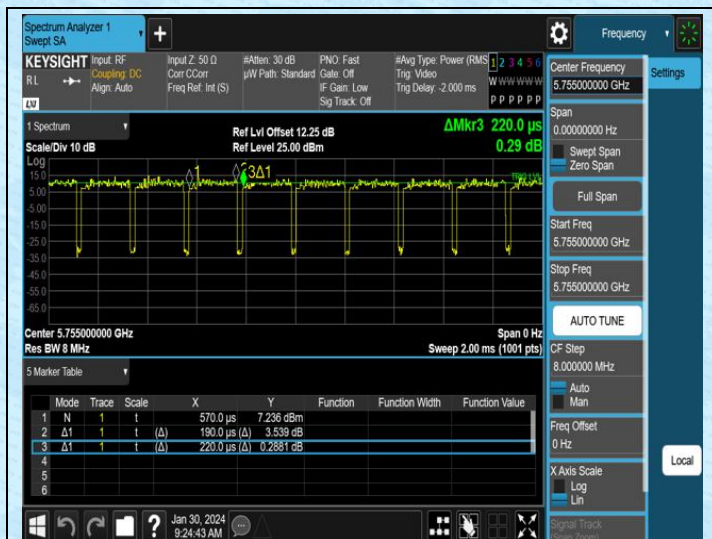 Spectrum Analyzer 1
Swept SA
+
Frequency
KEYSIGHT
RL
LXI
Input: RF
Coupling: DC
Align: Auto
Input Z: 50 Ω
Corr CCorr
Freq Ref: Int (S)
#Atten: 30 dB
µW Path: Standard
PNO: Fast
Gate: Off
IF Gain: Low
Sig Track: Off
#Avg Type: Power (RMS
Trig: Video
Trig Delay: -2.000 ms
1 2 3 4 5 6
W W W W W W
P P P P P P
1 Spectrum
Scale/Div 10 dB
Log
Ref Lvl Offset 12.25 dB
Ref Level 25.00 dBm
ΔMkr3 220.0 µs
0.29 dB
15.0
5.00
-5.00
-15.0
-25.0
-35.0
-45.0
-55.0
-65.0
1
3Δ1
TRIG LVL
Center 5.755000000 GHz
Res BW 8 MHz
Span 0 Hz
Sweep 2.00 ms (1001 pts)
5 Marker Table
Mode Trace Scale X Y Function Function Width Function Value
1 N 1 t 570.0 µs 7.236 dBm
2 Δ1 1 t (Δ) 190.0 µs (Δ) 3.539 dB
3 Δ1 1 t (Δ) 220.0 µs (Δ) 0.2881 dB
4
5
6
Center Frequency
5.755000000 GHz
Settings
Span
0.00000000 Hz
Swept Span
Zero Span
Full Span
Start Freq
5.755000000 GHz
Stop Freq
5.755000000 GHz
AUTO TUNE
CF Step
8.000000 MHz
Auto
Man
Freq Offset
0 Hz
X Axis Scale
Log
Lin
Signal Track
(Span Zoom)
Local
?
Jan 30, 2024
9:24:43 AM